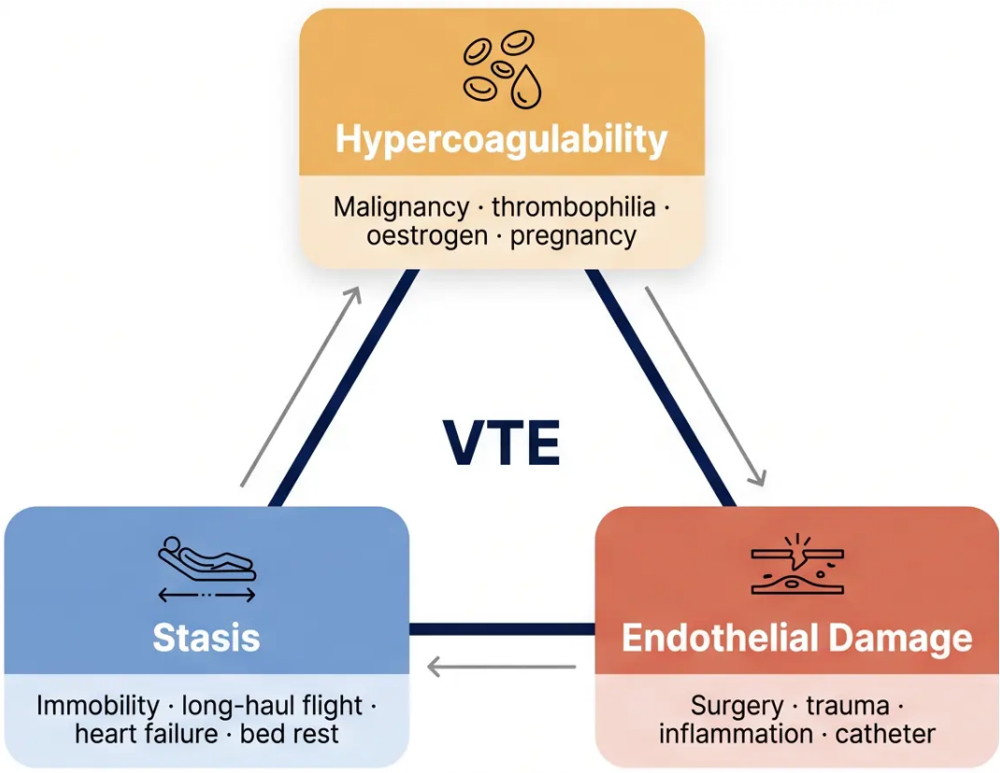 Hypercoagulability
Malignancy · thrombophilia ·
oestrogen · pregnancy
VTE
Stasis
Immobility · long-haul flight ·
heart failure · bed rest
Endothelial Damage
Surgery · trauma ·
inflammation · catheter